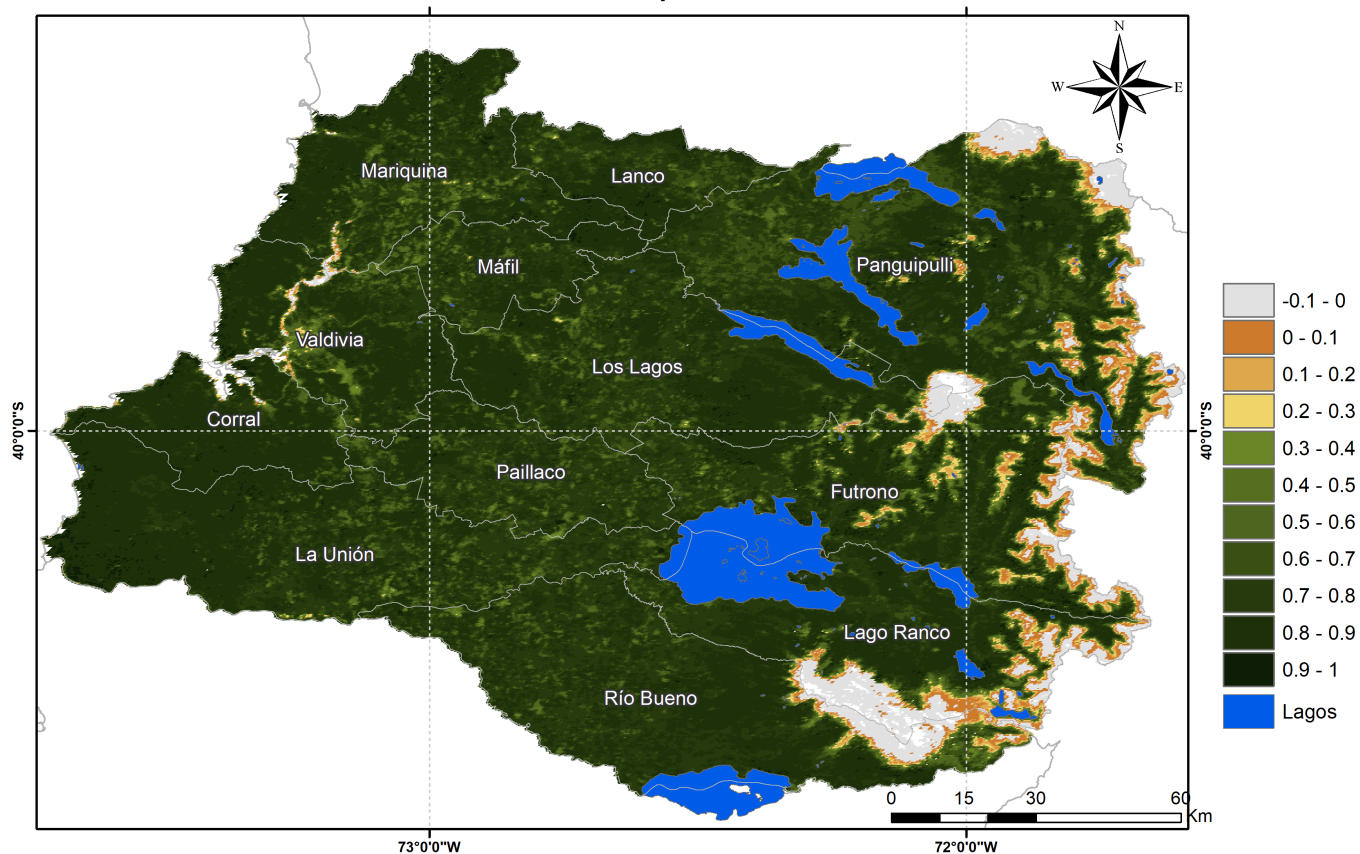 N
W E
S
Mariquina
Lanco
Máfil
Panguipulli
Valdivia
Los Lagos
Corral
Paillaco
Futrono
La Unión
Lago Ranco
Río Bueno
40°0'0"S
40°0'0"S
73°0'0"W
72°0'0"W
-0.1 - 0
0 - 0.1
0.1 - 0.2
0.2 - 0.3
0.3 - 0.4
0.4 - 0.5
0.5 - 0.6
0.6 - 0.7
0.7 - 0.8
0.8 - 0.9
0.9 - 1
Lagos
0 15 30 60
Km